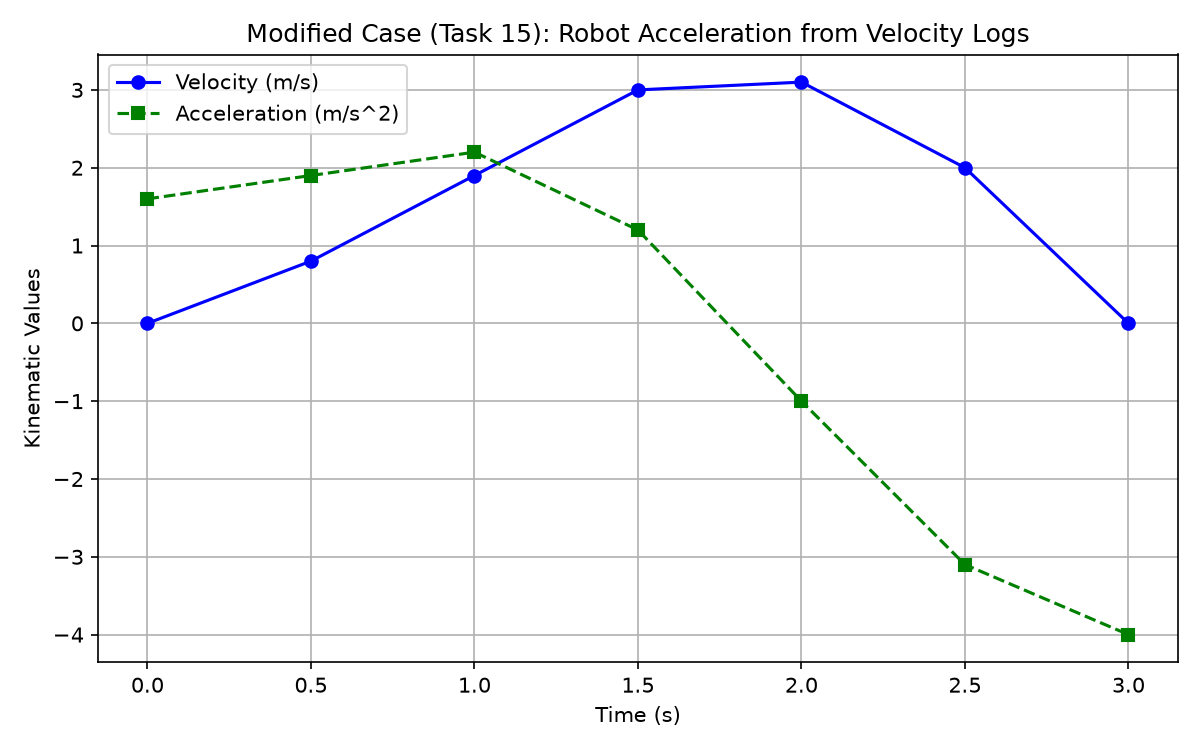 Modified Case (Task 15): Robot Acceleration from Velocity Logs
Velocity (m/s)
Acceleration (m/s^2)
Kinematic Values
3
2
1
0
−1
−2
−3
−4
0.0 0.5 1.0 1.5 2.0 2.5 3.0
Time (s)